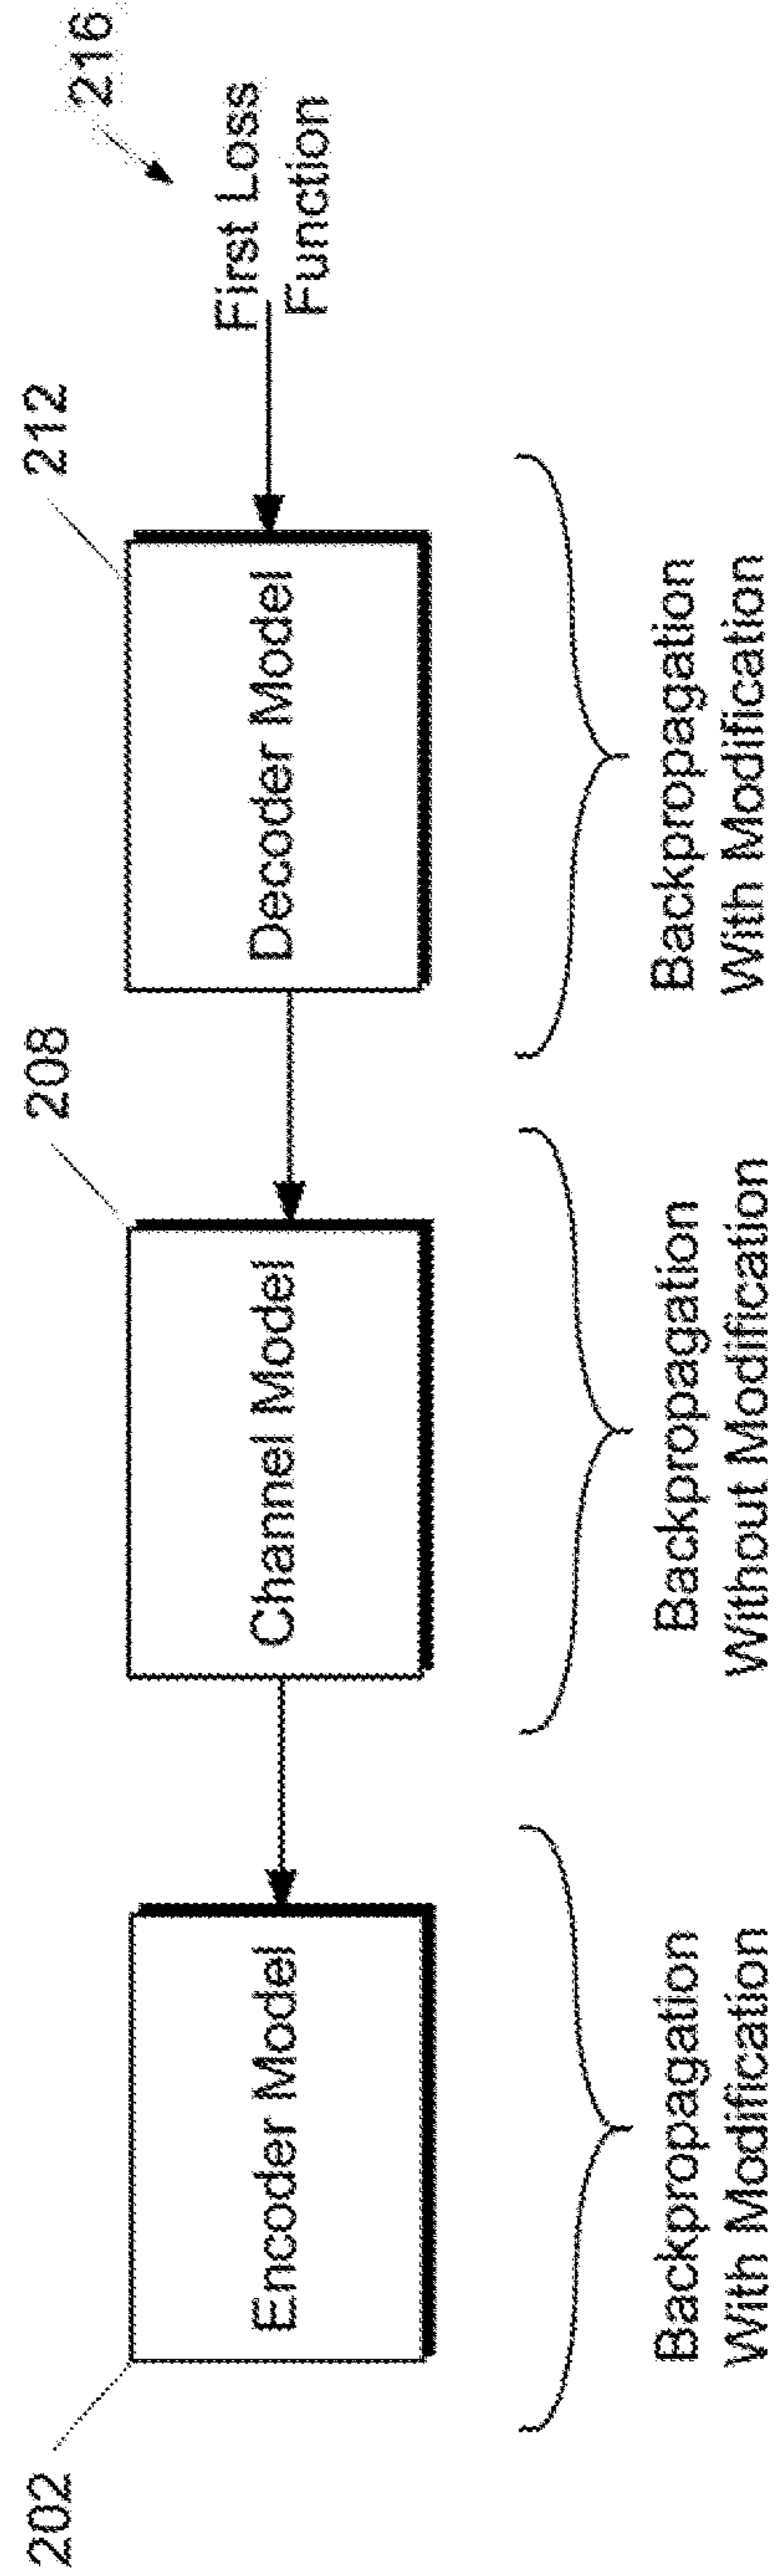 202
208
212
216
Encoder Model
Channel Model
Decoder Model
First Loss
Function
Backpropagation
With Modification
Backpropagation
Without Modification
Backpropagation
With Modification